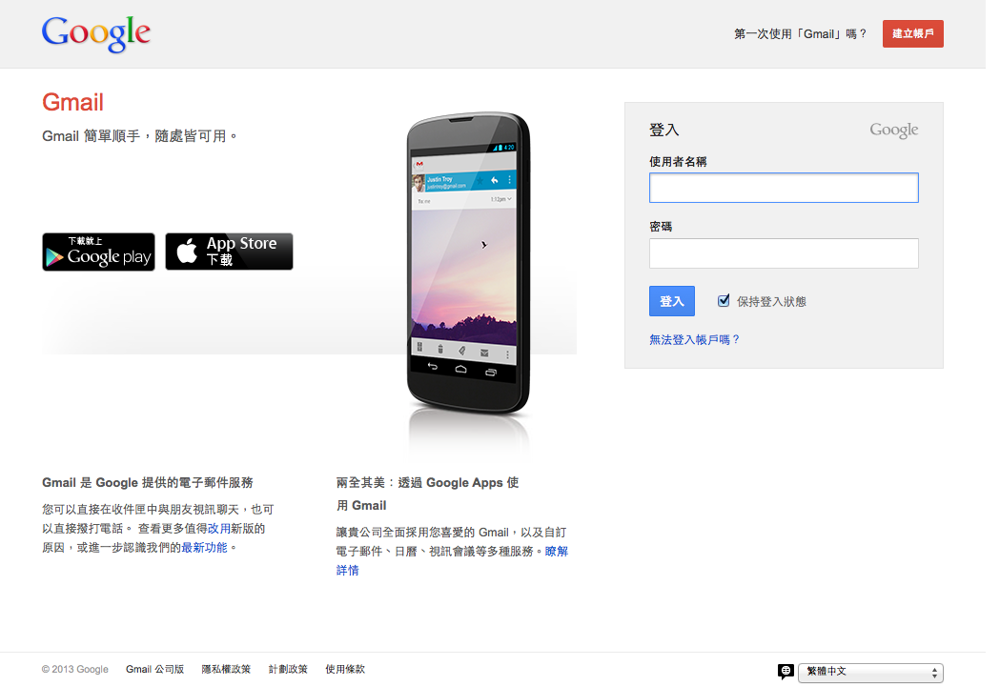 Google
第一次使用「Gmail」嗎？
建立帳戶
Gmail
Gmail 簡單順手，隨處皆可用。
下載就上
Google play
App Store
下載
4:20
Justin Troy
justintroy@gmail.com
To: me
1:12pm
登入
Google
使用者名稱
密碼
登入
保持登入狀態
無法登入帳戶嗎？
Gmail 是 Google 提供的電子郵件服務
您可以直接在收件匣中與朋友視訊聊天，也可
以直接撥打電話。 查看更多值得改用新版的
原因，或進一步認識我們的最新功能。
兩全其美：透過 Google Apps 使
用 Gmail
讓貴公司全面採用您喜愛的 Gmail，以及自訂
電子郵件、日曆、視訊會議等多種服務。瞭解
詳情
© 2013 Google
Gmail 公司版
隱私權政策
計劃政策
使用條款
繁體中文